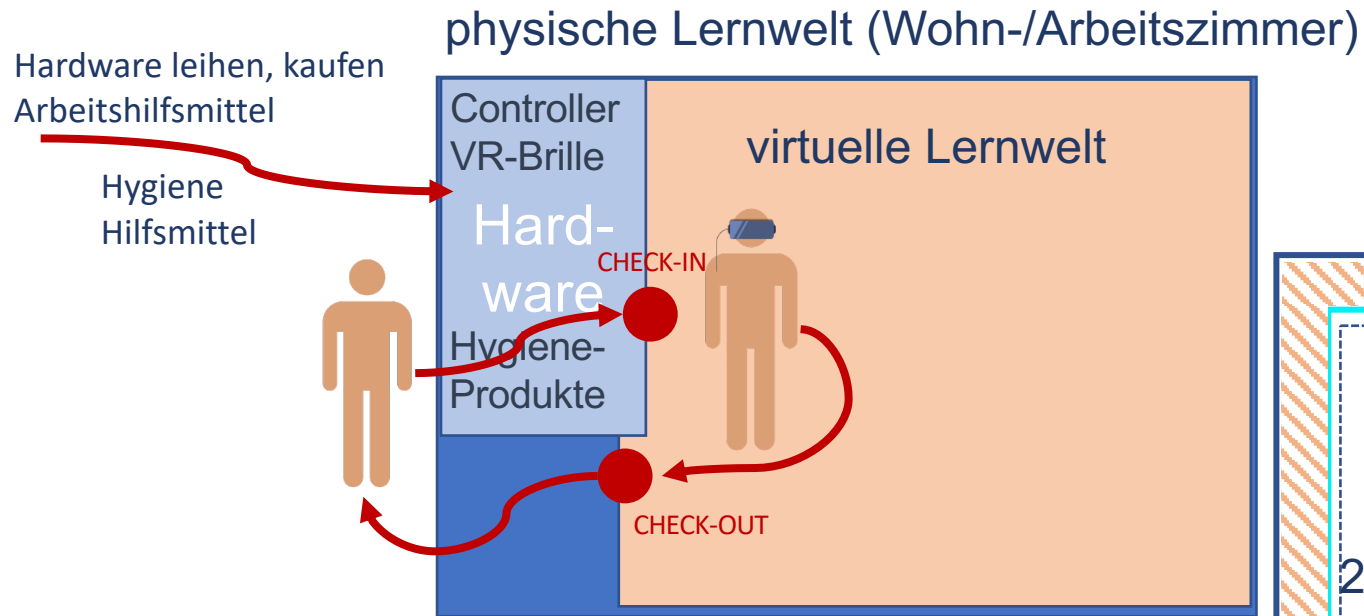 physische Lernwelt (Wohn-/Arbeitszimmer)
Hardware leihen, kaufen
Arbeitshilfsmittel
Hygiene
Hilfsmittel
Controller
VR-Brille
Hard-
ware
Hygiene-
Produkte
virtuelle Lernwelt
CHECK-IN
CHECK-OUT
2